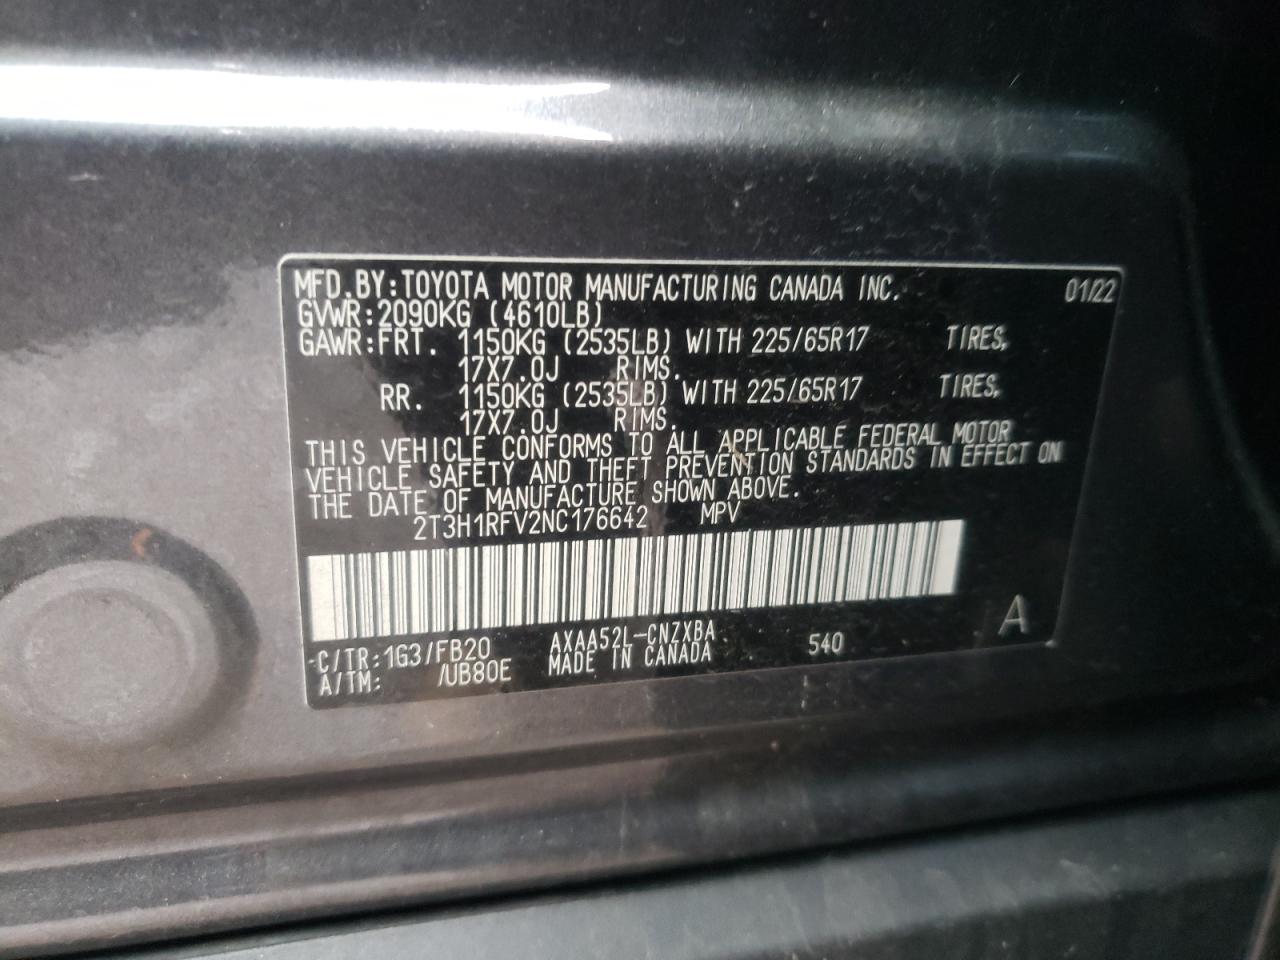 MFD.BY:TOYOTA MOTOR MANUFACTURING CANADA INC. 01/22
GVWR:2090KG (4610LB)
GAWR:FRT. 1150KG (2535LB) WITH 225/65R17 TIRES,
17X7.0J RIMS.
RR. 1150KG (2535LB) WITH 225/65R17 TIRES,
17X7.0J RIMS.
THIS VEHICLE CONFORMS TO ALL APPLICABLE FEDERAL MOTOR
VEHICLE SAFETY AND THEFT PREVENTION STANDARDS IN EFFECT ON
THE DATE OF MANUFACTURE SHOWN ABOVE.
2T3H1RFV2NC176642 MPV
C/TR:1G3/FB20 AXAA52L-CNZXBA 540 A
A/TM: /UB80E MADE IN CANADA